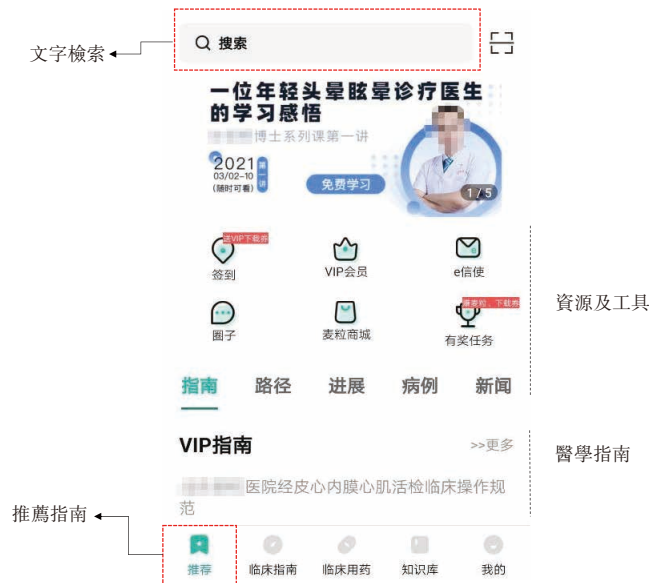 文字檢索
搜索
一位年轻头晕眩晕诊疗医生
的学习感悟
博士系列课第一讲
2021
03/02-10
(随时可看)
第一讲
免费学习
1/5
送VIP下载券
签到
VIP会员
e信使
圈子
麦粒商城
下载券
有奖任务
資源及工具
指南 路径 进展 病例 新闻
VIP指南
>>更多
醫學指南
医院经皮心内膜心肌活检临床操作规
范
推薦指南
推荐 临床指南 临床用药 知识库 我的